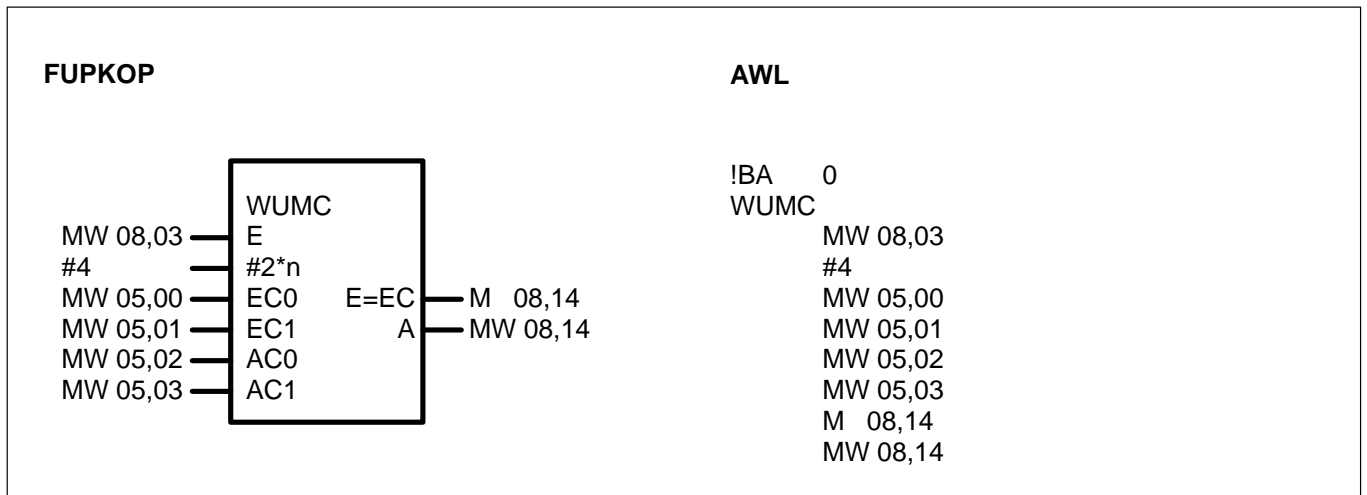 FUPKOP
WUMC
MW 08,03 E
#4 #2*n
MW 05,00 EC0 E=EC M 08,14
MW 05,01 EC1 A MW 08,14
MW 05,02 AC0
MW 05,03 AC1
AWL
!BA 0
WUMC
MW 08,03
#4
MW 05,00
MW 05,01
MW 05,02
MW 05,03
M 08,14
MW 08,14